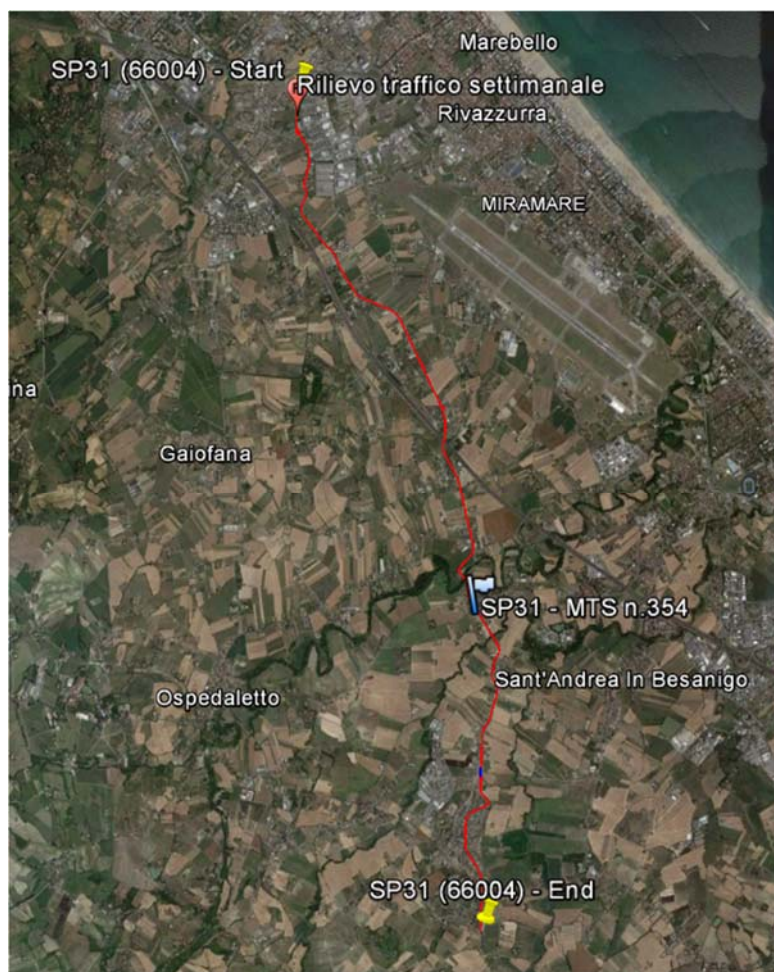 Marebello
SP31 (66004) - Start
Rilievo traffico settimanale
Rivazzurra
MIRAMARE
ina
Gaiofana
SP31 - MTS n.354
Sant'Andrea In Besanigo
Ospedaletto
SP31 (66004) - End